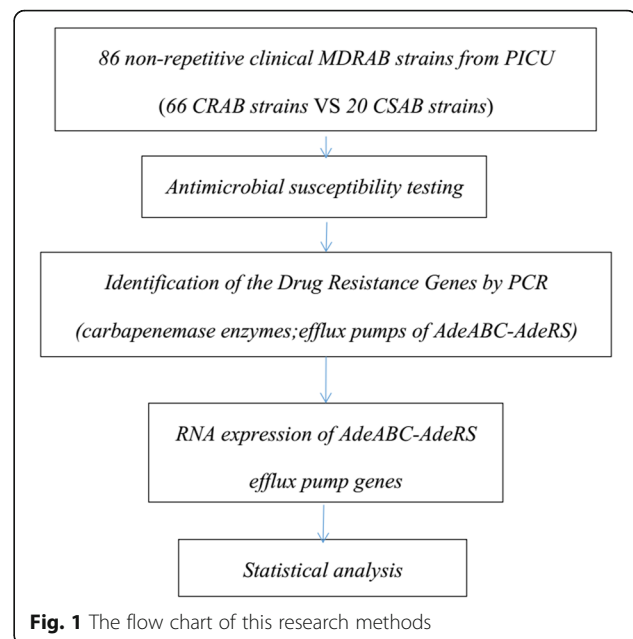 86 non-repetitive clinical MDRAB strains from PICU
(66 CRAB strains VS 20 CSAB strains)
Antimicrobial susceptibility testing
Identification of the Drug Resistance Genes by PCR
(carbapenemase enzymes;efflux pumps of AdeABC-AdeRS)
RNA expression of AdeABC-AdeRS
efflux pump genes
Statistical analysis
Fig. 1 The flow chart of this research methods